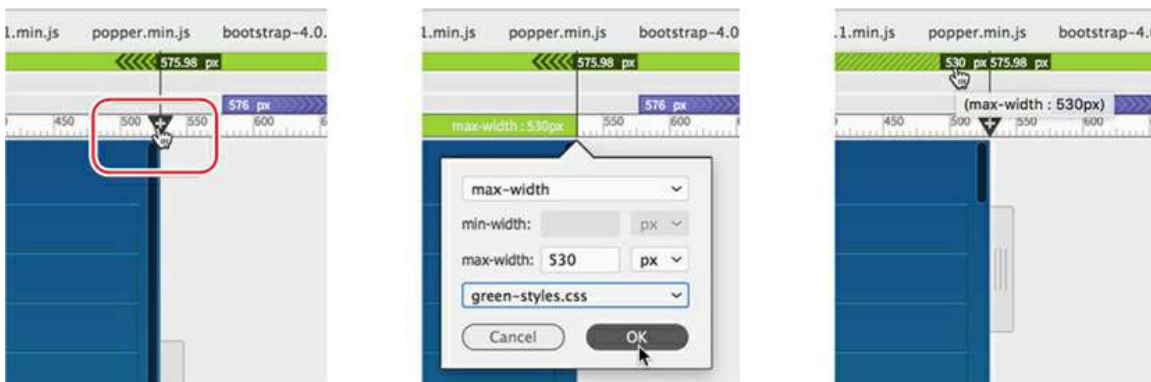 1.min.js popper.min.js bootstrap-4.0.
575.98 px
576 px
450 500 550 600 6
1.min.js popper.min.js bootstrap-4.0
575.98 px
576 px
max-width : 530px 550 600
max-width
min-width: px
max-width: 530 px
green-styles.css
Cancel OK
.1.min.js popper.min.js bootstrap-4.
530 px 575.98 px
(max-width : 530px)
450 500 550 600